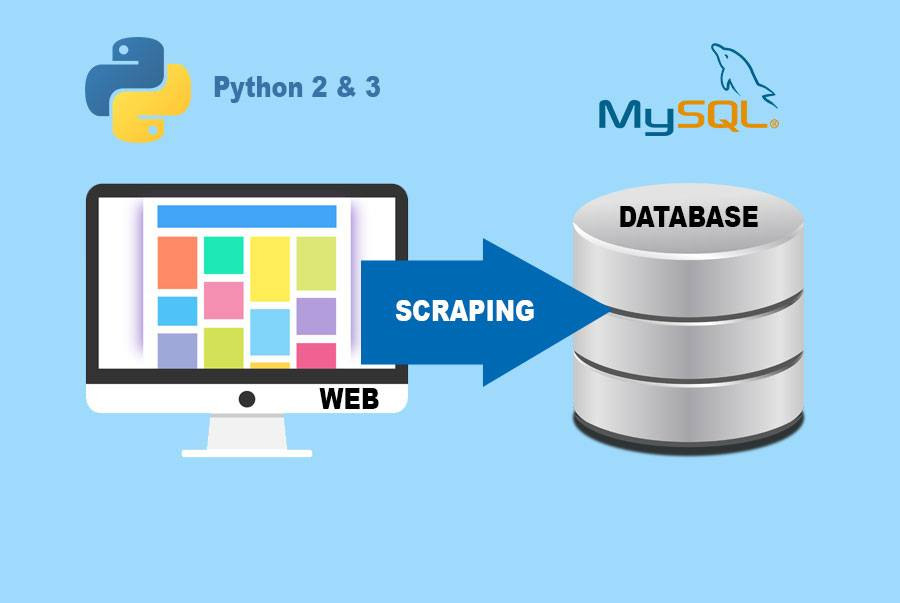 Python 2 & 3
MySQL®
DATABASE
SCRAPING
WEB